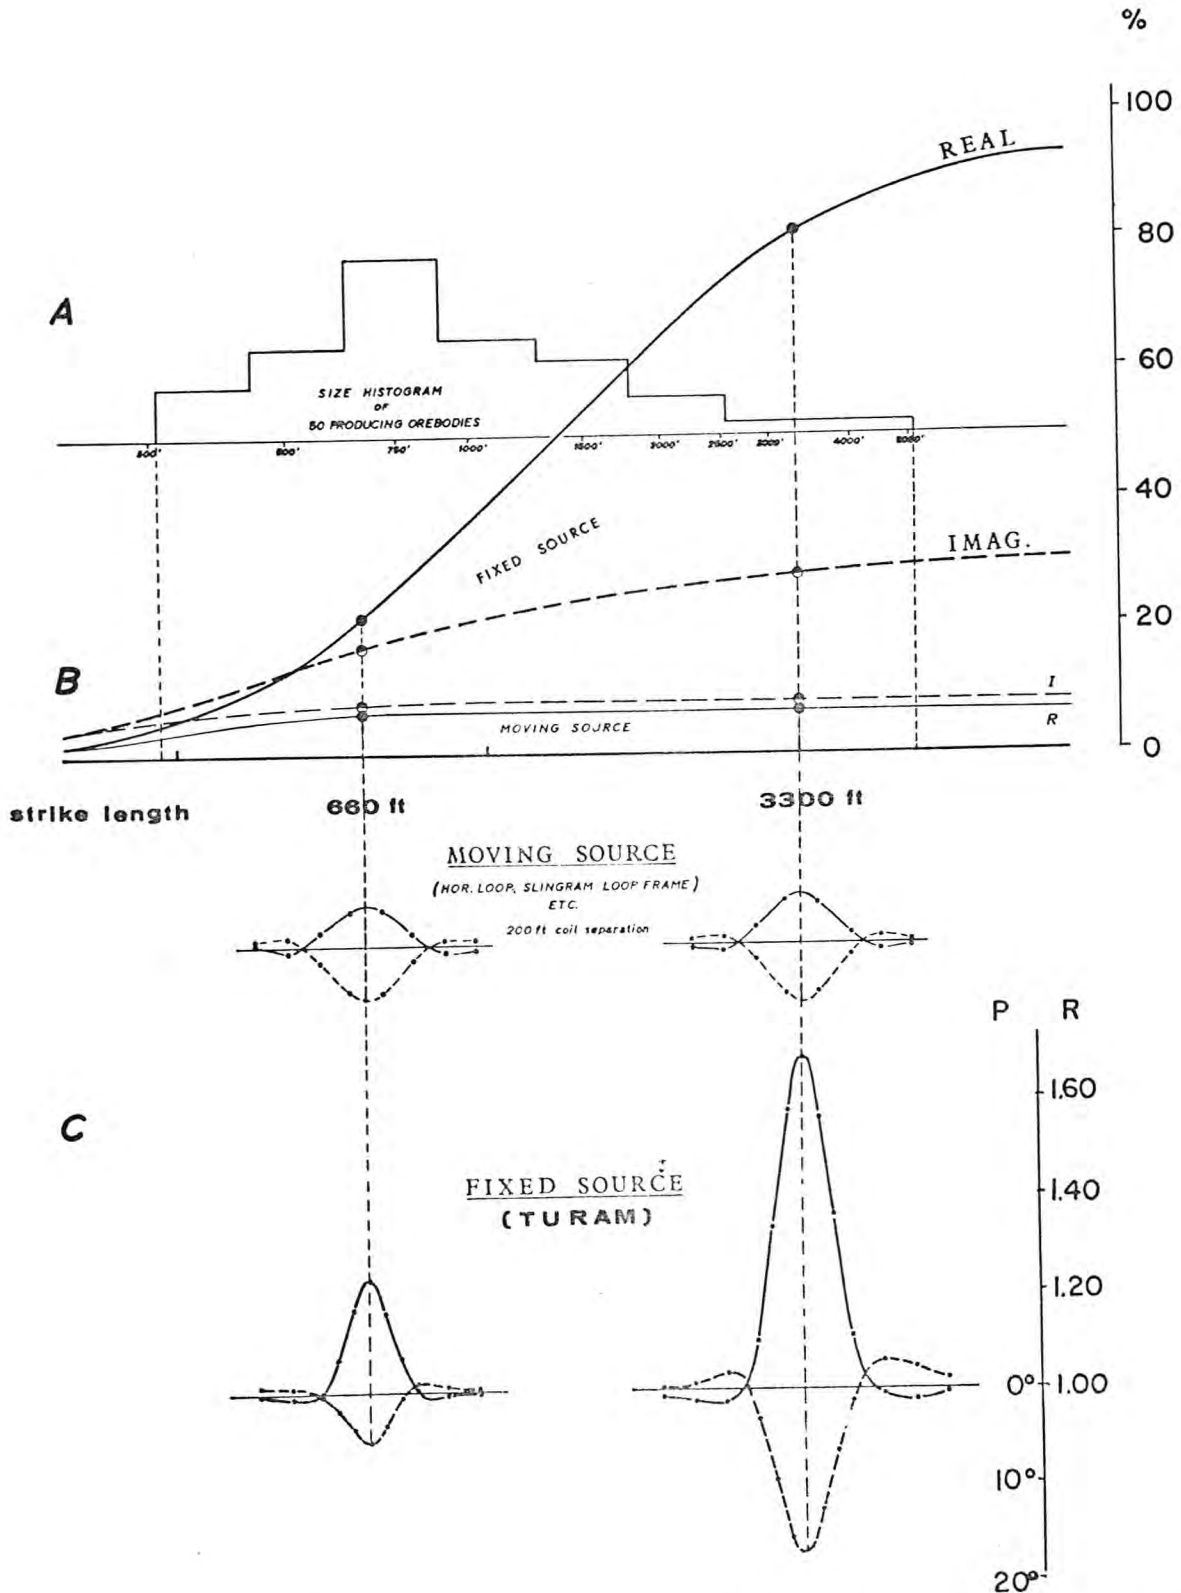 %
100
REAL
80
A
60
SIZE HISTOGRAM
OF
50 PRODUCING OREBODIES
750'
1000'
1500'
2000'
2500'
3000'
4000'
5000'
40
FIXED SOURCE
IMAG.
20
B
I
R
MOVING SOURCE
0
strike length
660 ft
3300 ft
MOVING SOURCE
(HOR. LOOP, SLINGRAM LOOP FRAME)
ETC.
200 ft coil separation
P R
1.60
C
FIXED SOURCE
(TURAM)
1.40
1.20
0° 1.00
10°
20°